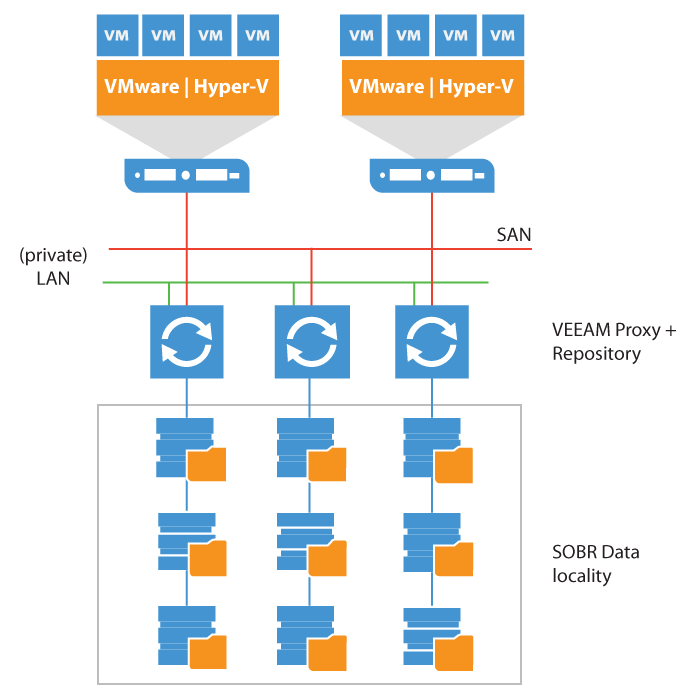 VM VM VM VM
VM VM VM VM
VMware | Hyper-V
VMware | Hyper-V
SAN
(private)
LAN
VEEAM Proxy +
Repository
SOBR Data
locality